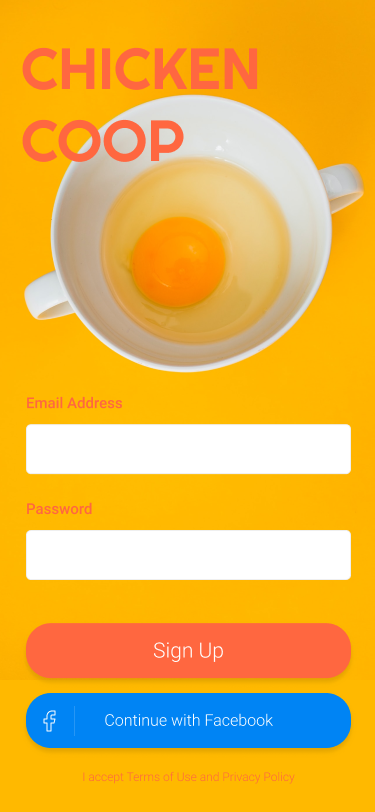 CHICKEN
COOP
Email Address
Password
Sign Up
Continue with Facebook
I accept Terms of Use and Privacy Policy